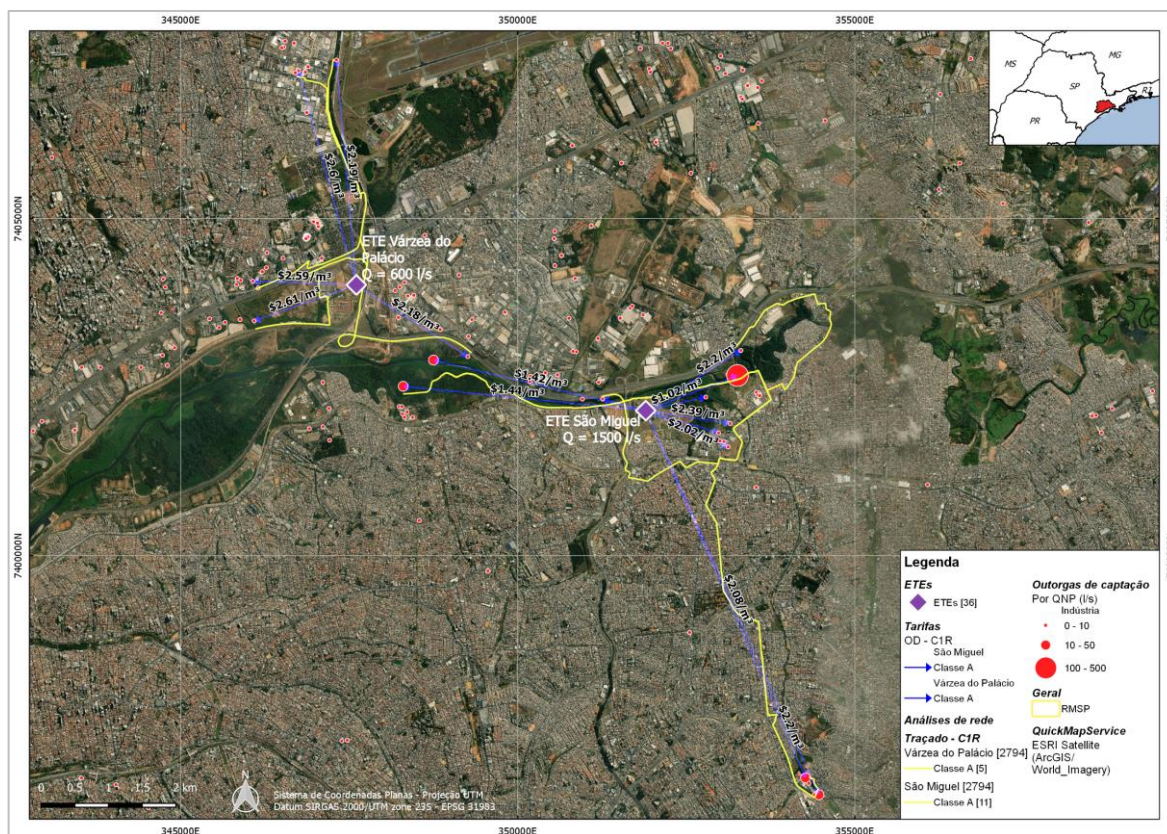 345000E 350000E 355000E
MS
MG
SP
RJ
PR
7405000N
$2.6/m³
$2.19/m³
ETE Várzea do
Palácio
Q = 600 l/s
$2.59/m³
$2.61/m³
$2.18/m³
$1.42/m³
$1.44/m³
$2.2/m³
$1.02/m³
$2.39/m³
$2.02/m³
ETE São Miguel
Q = 1500 l/s
7400000N
$2.08/m³
$2.2/m³
Legenda
ETEs
ETEs [36]
Tarifas
OD - C1R
São Miguel
Classe A
Várzea do Palácio
Classe A
Análises de rede
Traçado - C1R
Várzea do Palácio [2794]
Classe A [5]
São Miguel [2794]
Classe A [11]
Outorgas de captação
Por QNP (l/s)
Indústria
0 - 10
10 - 50
100 - 500
Geral
RMSP
QuickMapService
ESRI Satellite
(ArcGIS/
World_Imagery)
0 0.5 1 1.5 2 km
N
Sistema de Coordenadas Planas - Projeção UTM
Datum SIRGAS 2000/UTM zone 23S - EPSG 31983
345000E 350000E 355000E